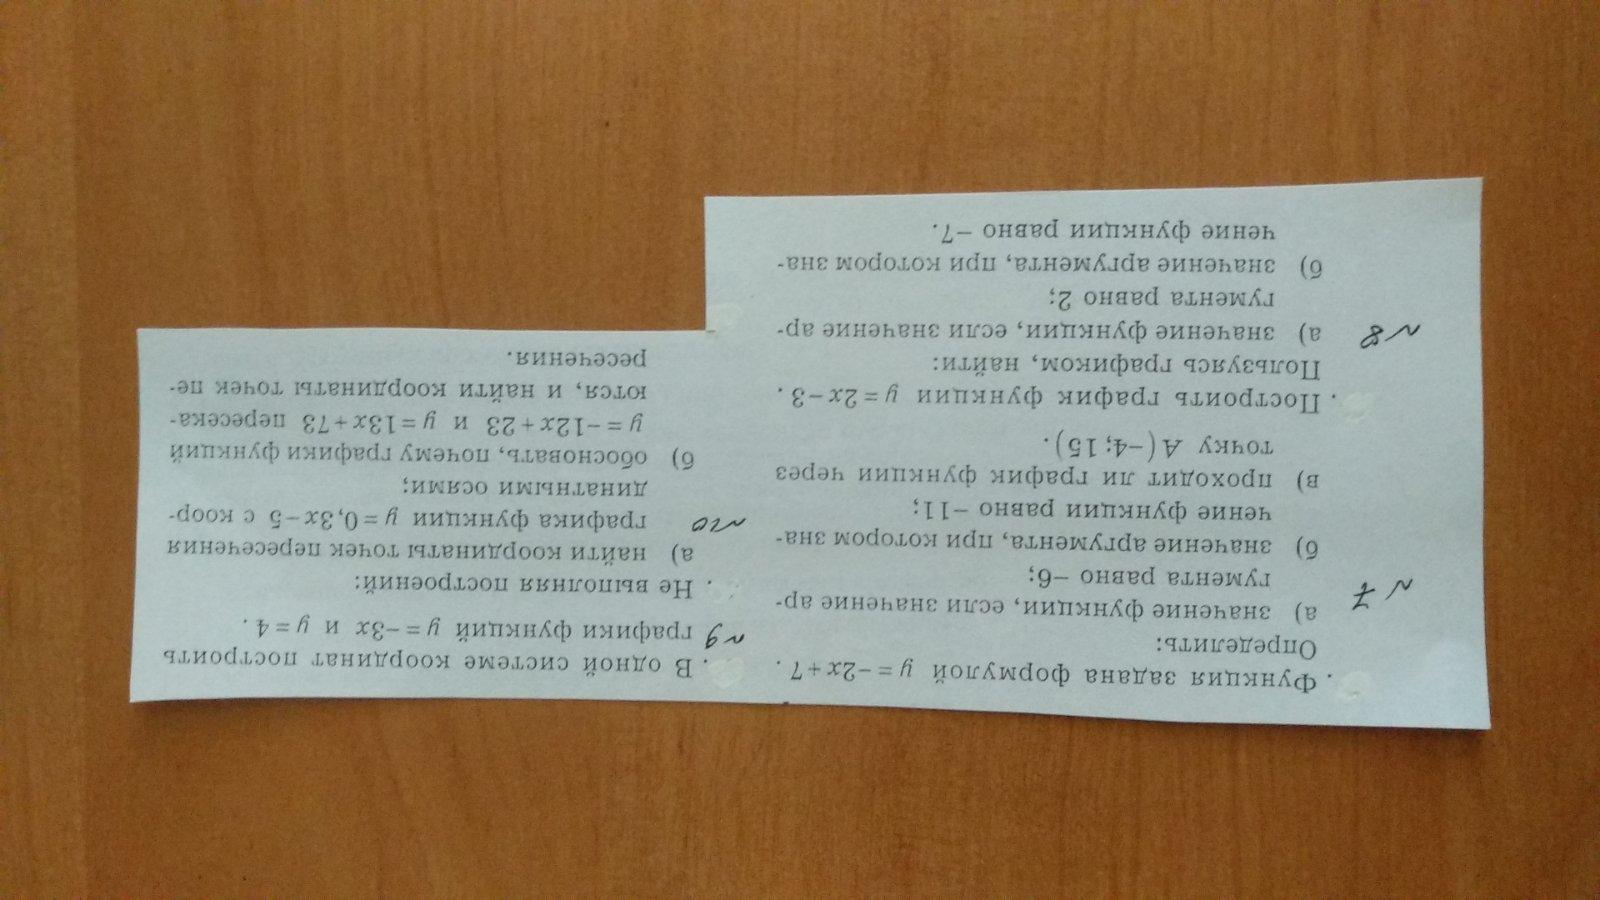 №7
. Функция задана формулой y = −2x + 7 .
Определить:
а) значение функции, если значение ар-
гумента равно −6;
б) значение аргумента, при котором зна-
чение функции равно −11;
в) проходит ли график функции через
точку A(−4; 15).
№8
. Построить график функции y = 2x − 3 .
Пользуясь графиком, найти:
а) значение функции, если значение ар-
гумента равно 2;
б) значение аргумента, при котором зна-
чение функции равно −7.
№9
. В одной системе координат построить
графики функций y = −3x и y = 4 .
№10
. Не выполняя построений:
а) найти координаты точек пересечения
графика функции y = 0,3x − 5 с коор-
динатными осями;
б) обосновать, почему графики функций
y = −12x + 23 и y = 13x + 73 пересека-
ются, и найти координаты точек пе-
ресечения.